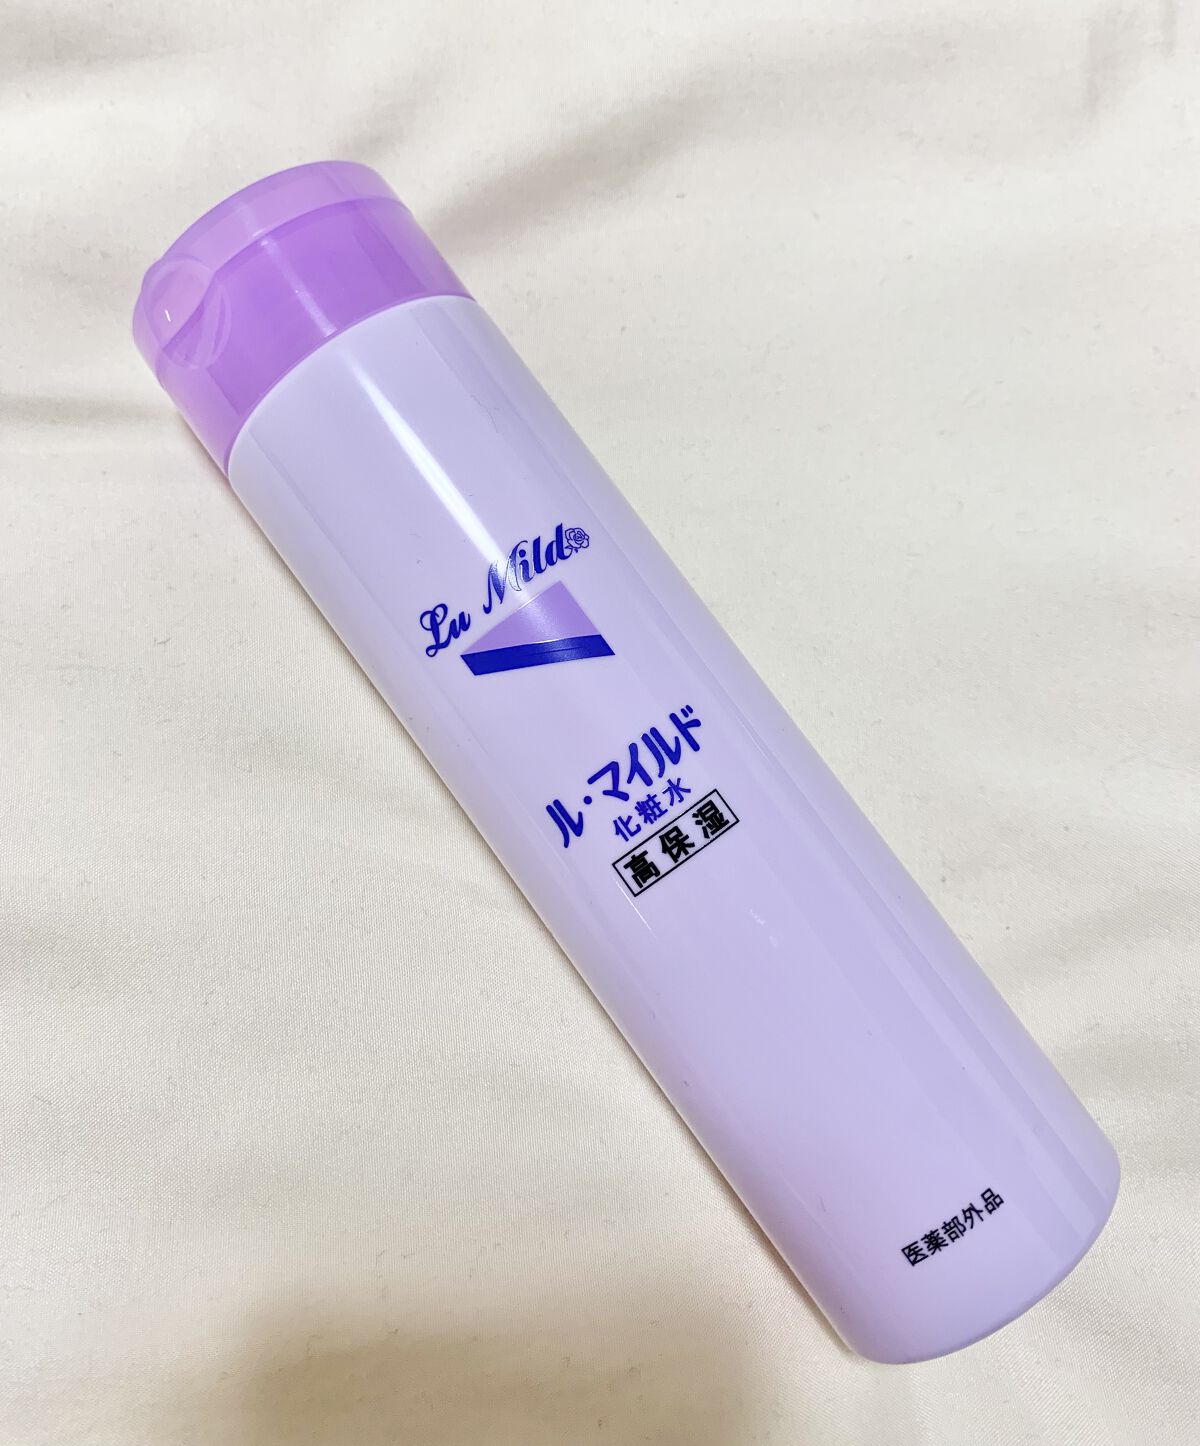 Lu Mild
ル・マイルド
化粧水
高保湿
医薬部外品